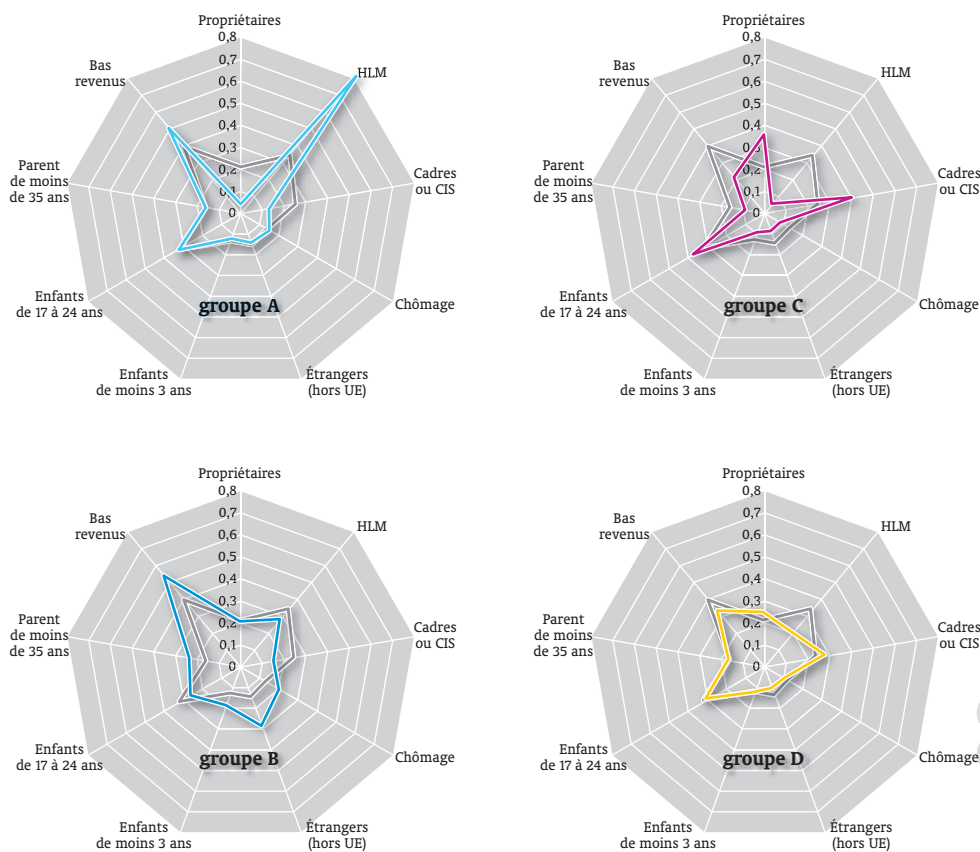 Propriétaires
0,8
0,7
0,6
0,5
0,4
0,3
0,2
0,1
0
HLM
Cadres
ou CIS
Chômage
Étrangers
(hors UE)
Enfants
de moins 3 ans
Enfants
de 17 à 24 ans
Parent
de moins
de 35 ans
Bas
revenus
groupe A
Propriétaires
0,8
0,7
0,6
0,5
0,4
0,3
0,2
0,1
0
HLM
Cadres
ou CIS
Chômage
Étrangers
(hors UE)
Enfants
de moins 3 ans
Enfants
de 17 à 24 ans
Parent
de moins
de 35 ans
Bas
revenus
groupe C
Propriétaires
0,8
0,7
0,6
0,5
0,4
0,3
0,2
0,1
0
HLM
Cadres
ou CIS
Chômage
Étrangers
(hors UE)
Enfants
de moins 3 ans
Enfants
de 17 à 24 ans
Parent
de moins
de 35 ans
Bas
revenus
groupe B
Propriétaires
0,8
0,7
0,6
0,5
0,4
0,3
0,2
0,1
0
HLM
Cadres
ou CIS
Chômage
Étrangers
(hors UE)
Enfants
de moins 3 ans
Enfants
de 17 à 24 ans
Parent
de moins
de 35 ans
Bas
revenus
groupe D